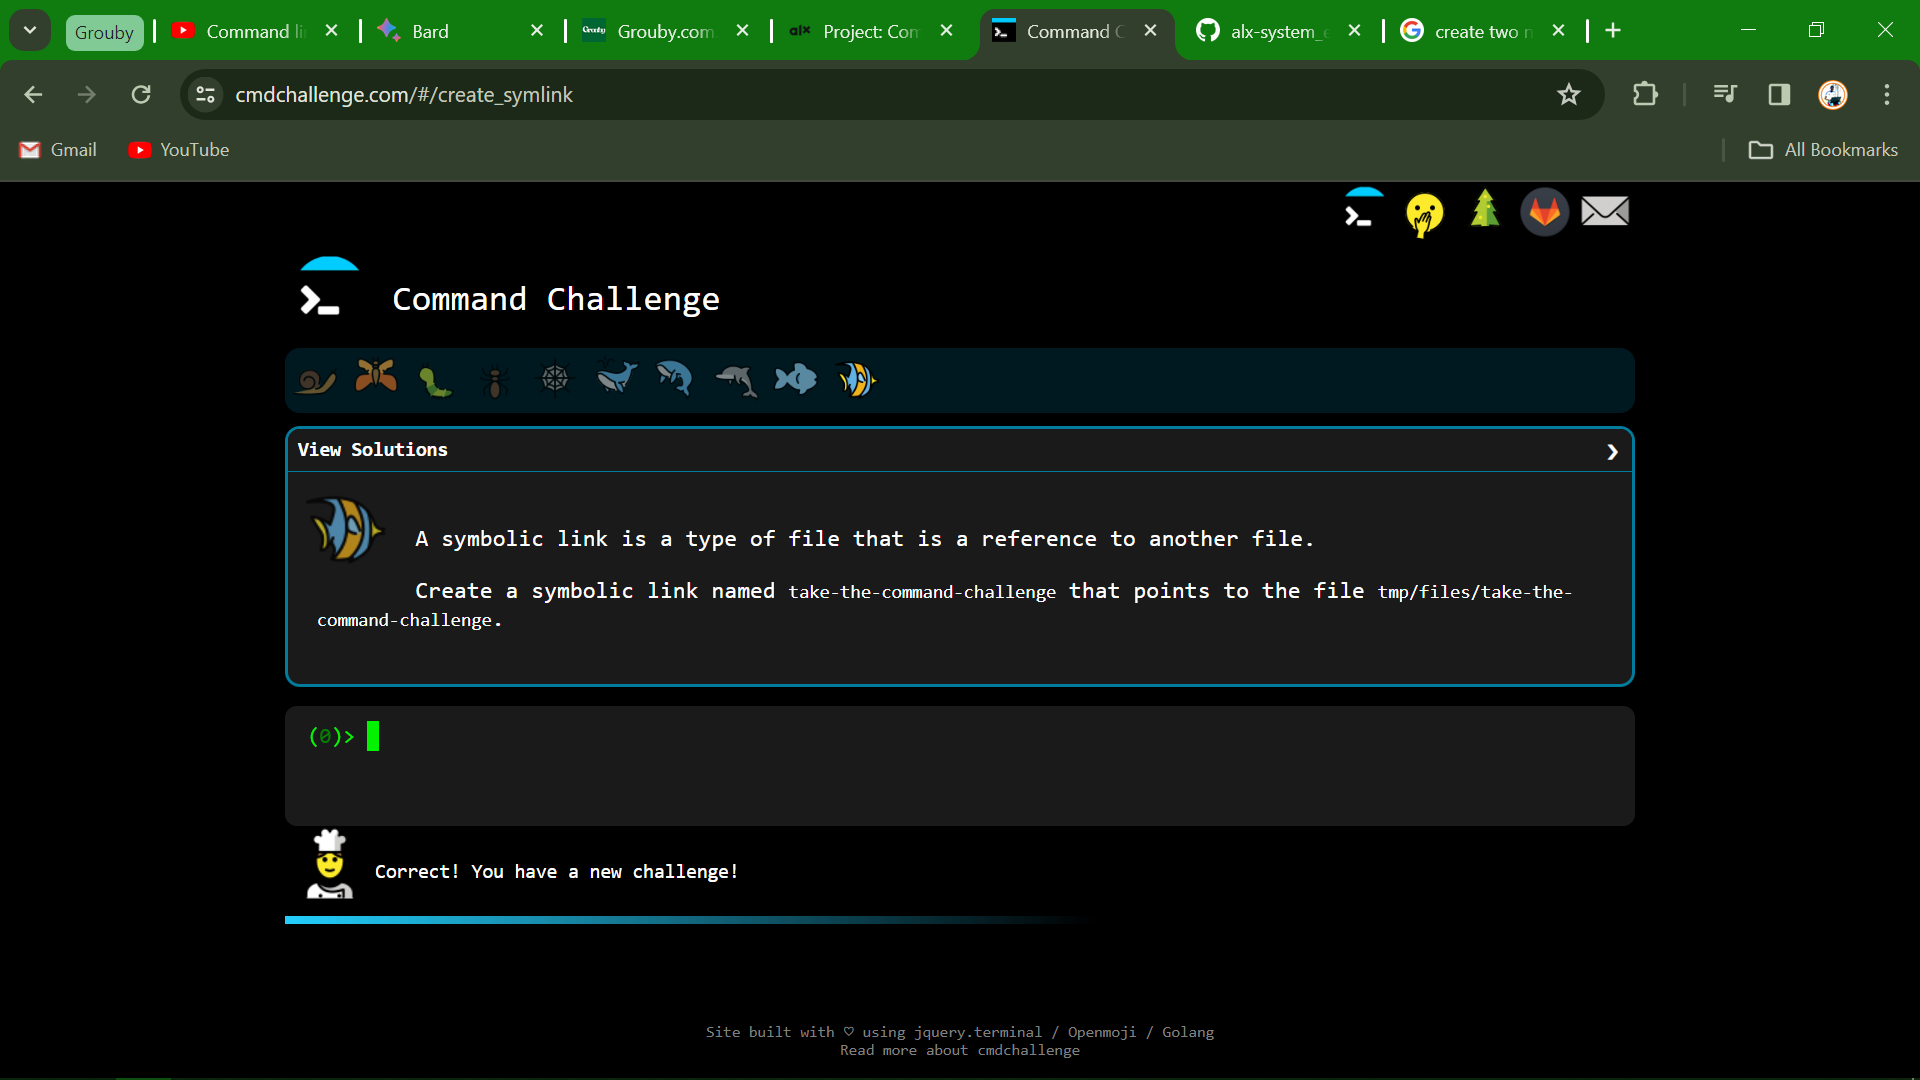 Grouby
Command li
Bard
Grouby.com
Project: Con
Command C
alx-system_e
create two n
cmdchallenge.com/#/create_symlink
Gmail
YouTube
All Bookmarks
Command Challenge
View Solutions
A symbolic link is a type of file that is a reference to another file.
Create a symbolic link named take-the-command-challenge that points to the file tmp/files/take-the-
command-challenge.
(0)>
Correct! You have a new challenge!
Site built with ♡ using jquery.terminal / Openmoji / Golang
Read more about cmdchallenge